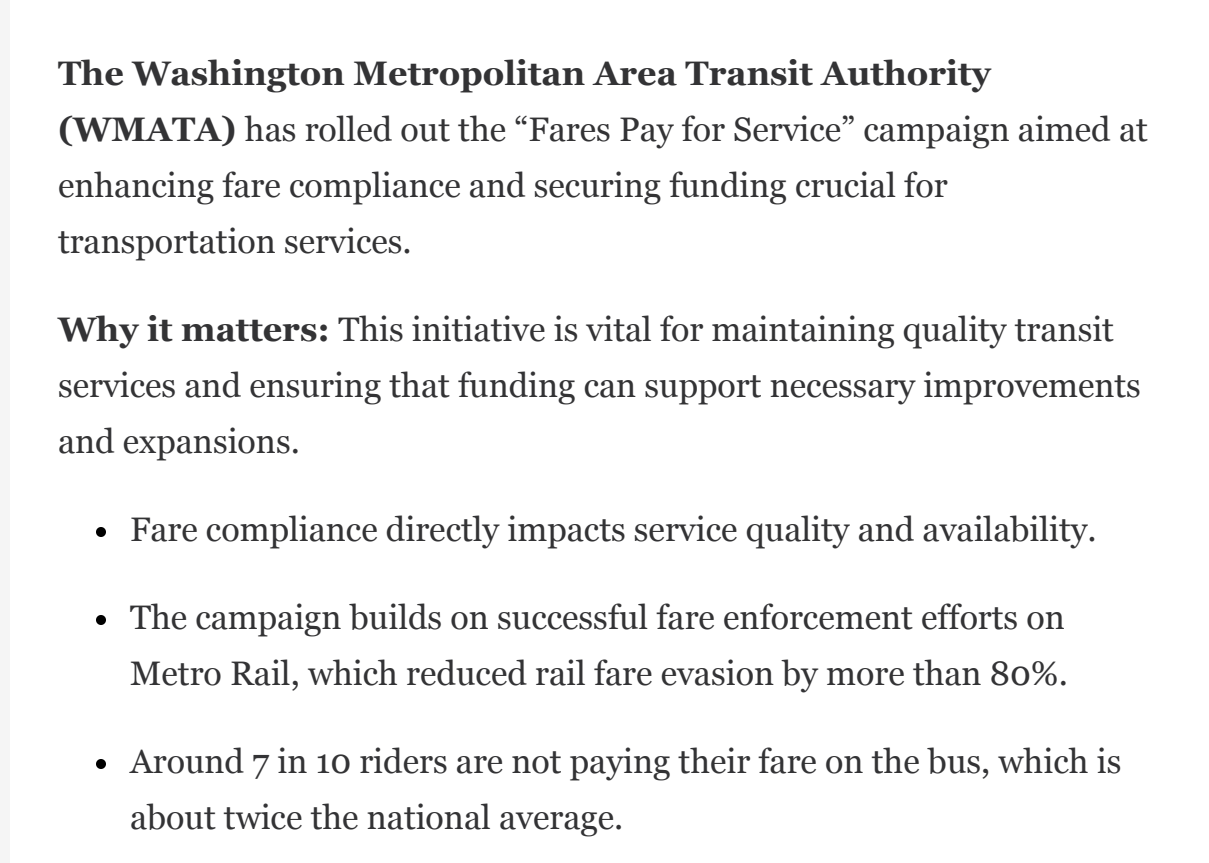 The Washington Metropolitan Area Transit Authority
(WMATA) has rolled out the “Fares Pay for Service” campaign aimed at
enhancing fare compliance and securing funding crucial for
transportation services.
Why it matters: This initiative is vital for maintaining quality transit
services and ensuring that funding can support necessary improvements
and expansions.
• Fare compliance directly impacts service quality and availability.
• The campaign builds on successful fare enforcement efforts on
Metro Rail, which reduced rail fare evasion by more than 80%.
• Around 7 in 10 riders are not paying their fare on the bus, which is
about twice the national average.